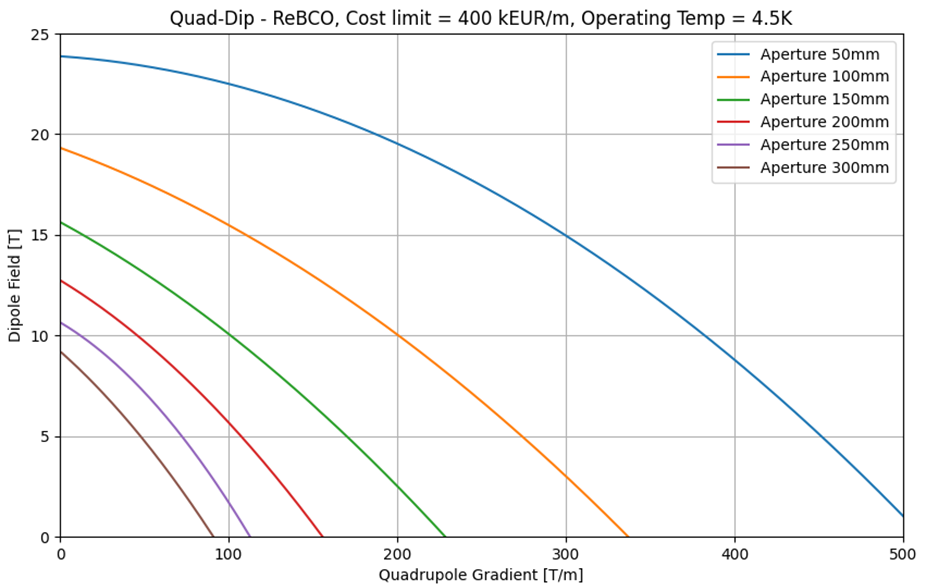 Quad-Dip - ReBCO, Cost limit = 400 kEUR/m, Operating Temp = 4.5K
25
20
15
10
5
0
Dipole Field [T]
Aperture 50mm
Aperture 100mm
Aperture 150mm
Aperture 200mm
Aperture 250mm
Aperture 300mm
0 100 200 300 400 500
Quadrupole Gradient [T/m]